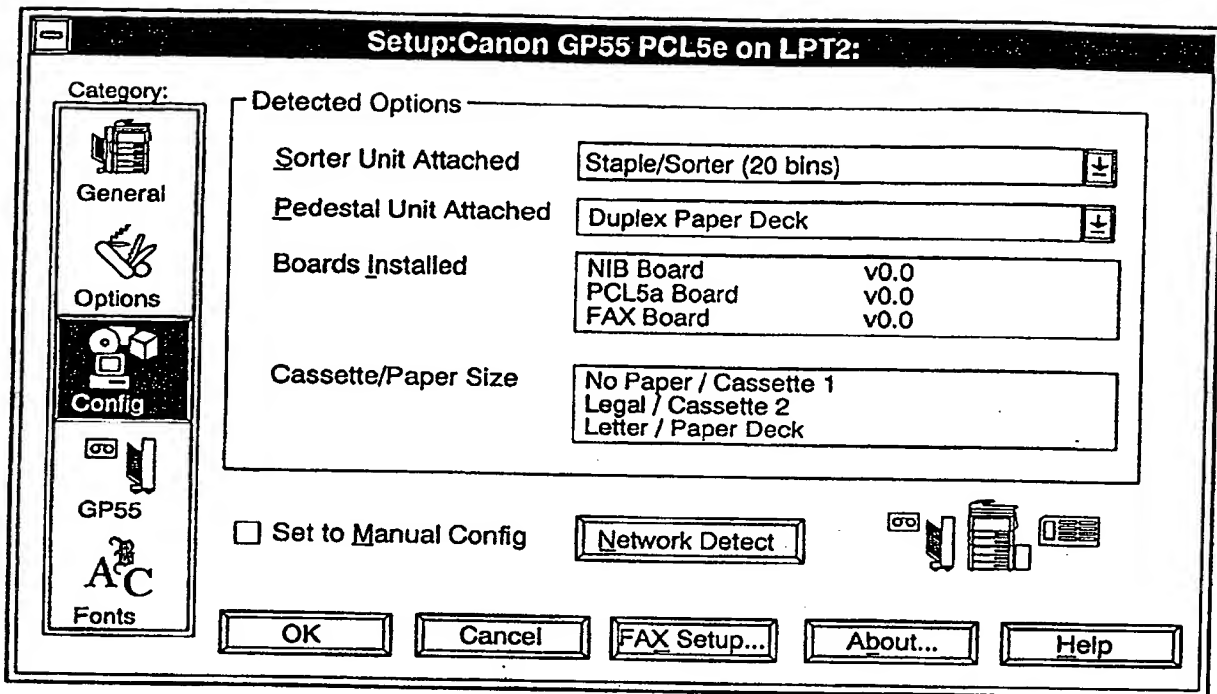 Setup:Canon GP55 PCL5e on LPT2:
Category:
General
Options
Config
GP55
Fonts
Detected Options
Sorter Unit Attached
Staple/Sorter (20 bins)
Pedestal Unit Attached
Duplex Paper Deck
Boards Installed
NIB Board v0.0
PCL5a Board v0.0
FAX Board v0.0
Cassette/Paper Size
No Paper / Cassette 1
Legal / Cassette 2
Letter / Paper Deck
Set to Manual Config
Network Detect
OK
Cancel
FAX Setup...
About...
Help